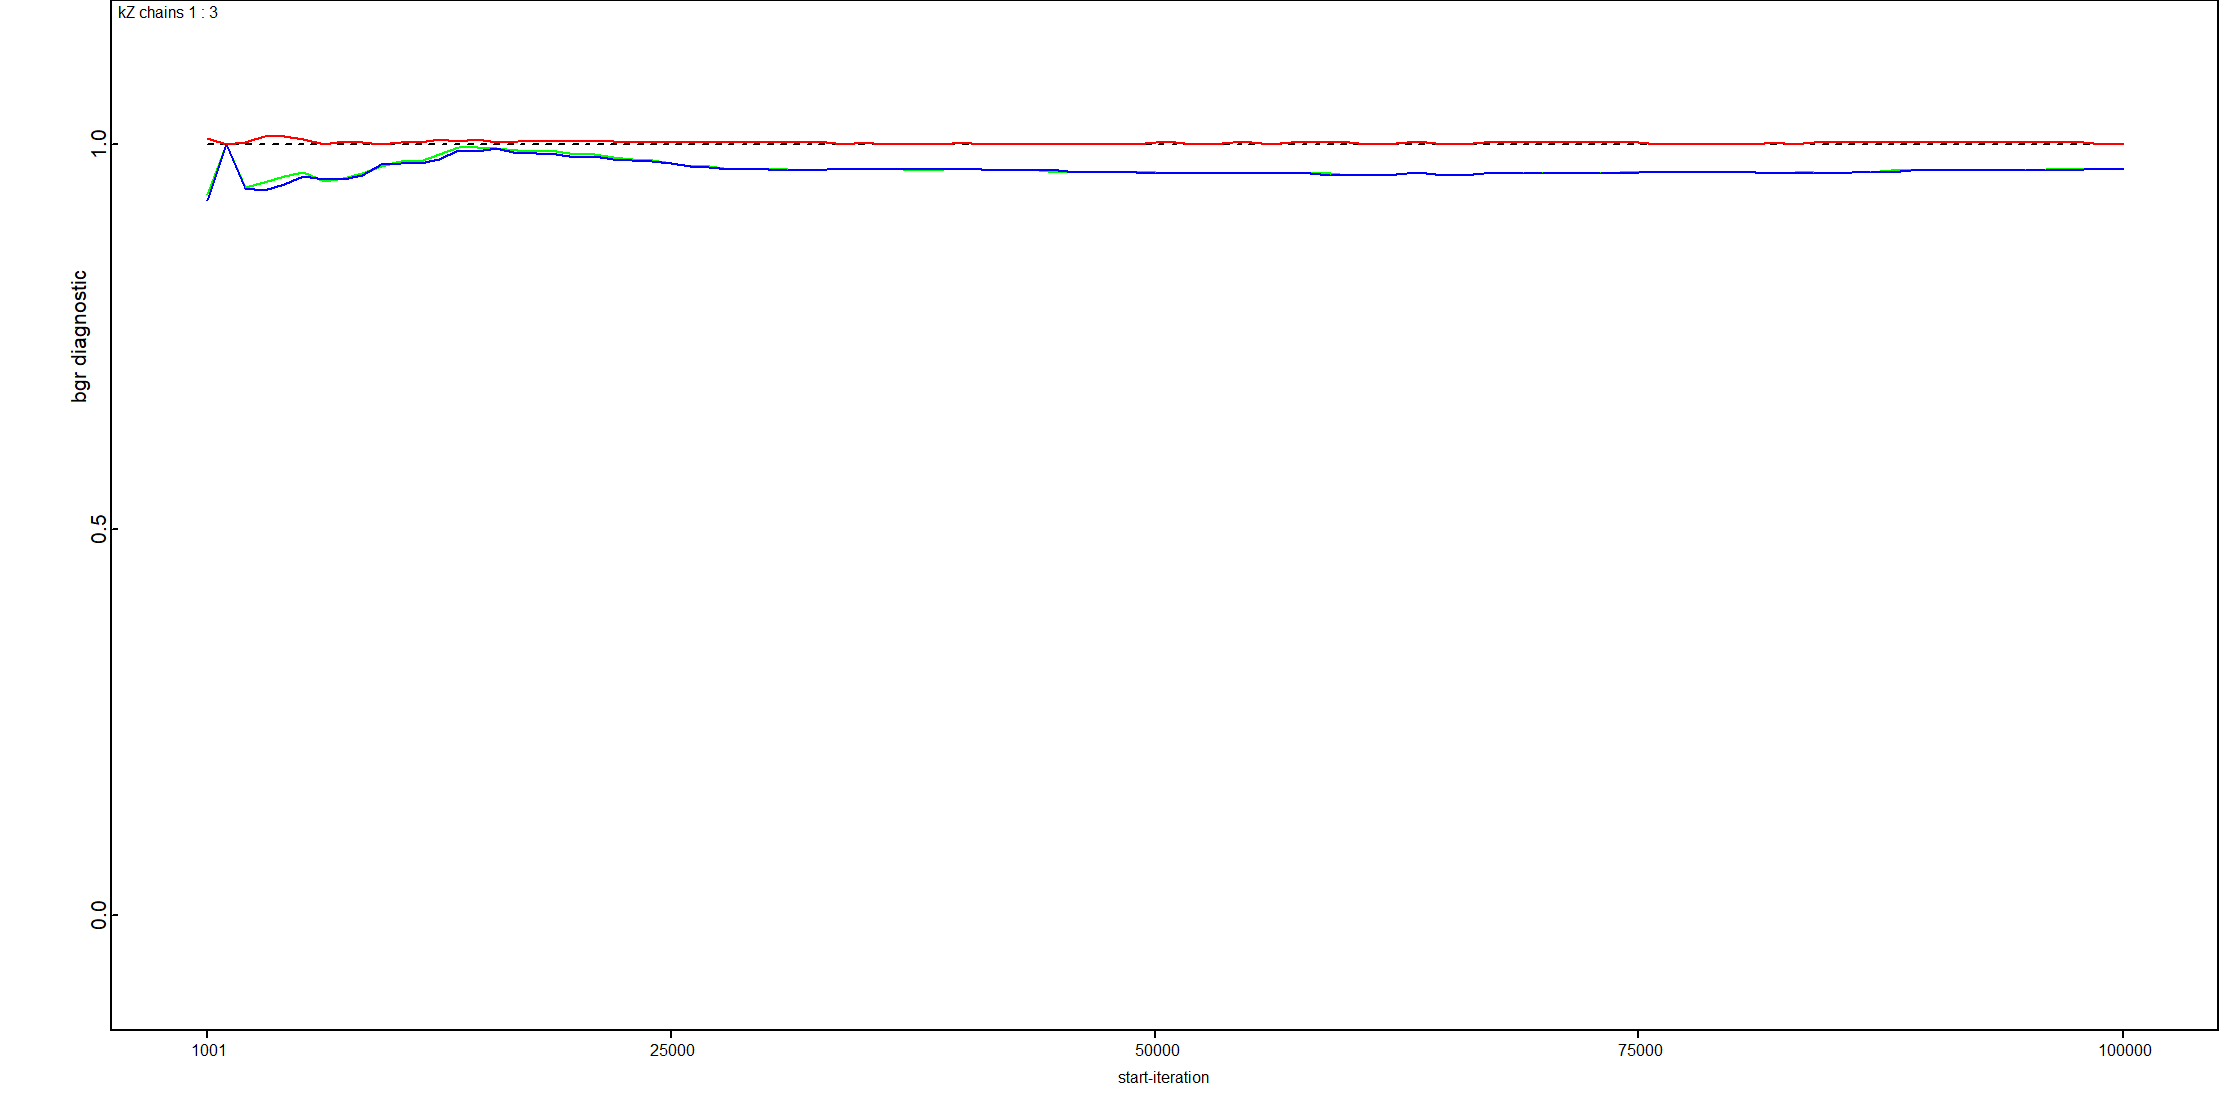 kZ chains 1 : 3
1.0
bgr diagnostic
0.5
0.0
1001 25000 50000 75000 100000
start-iteration